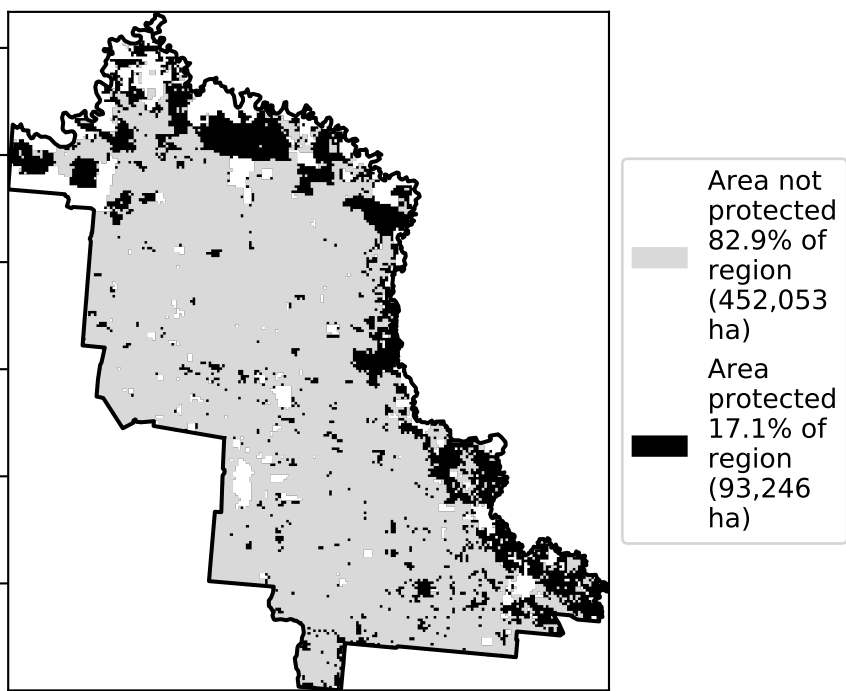 Area not
protected
82.9% of
region
(452,053
ha)
Area
protected
17.1% of
region
(93,246
ha)